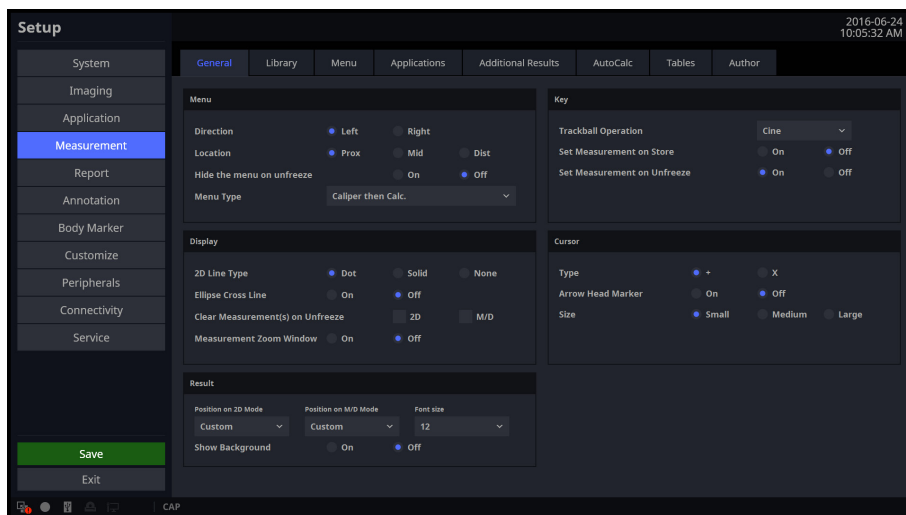 Setup
2016-06-24
10:05:32 AM
System
Imaging
Application
Measurement
Report
Annotation
Body Marker
Customize
Peripherals
Connectivity
Service
Save
Exit
General Library Menu Applications Additional Results AutoCalc Tables Author
Menu
Direction Left Right
Location Prox Mid Dist
Hide the menu on unfreeze On Off
Menu Type Caliper then Calc.
Key
Trackball Operation Cine
Set Measurement on Store On Off
Set Measurement on Unfreeze On Off
Display
2D Line Type Dot Solid None
Ellipse Cross Line On Off
Clear Measurement(s) on Unfreeze 2D M/D
Measurement Zoom Window On Off
Cursor
Type + X
Arrow Head Marker On Off
Size Small Medium Large
Result
Position on 2D Mode Position on M/D Mode Font size
Custom Custom 12
Show Background On Off
CAP